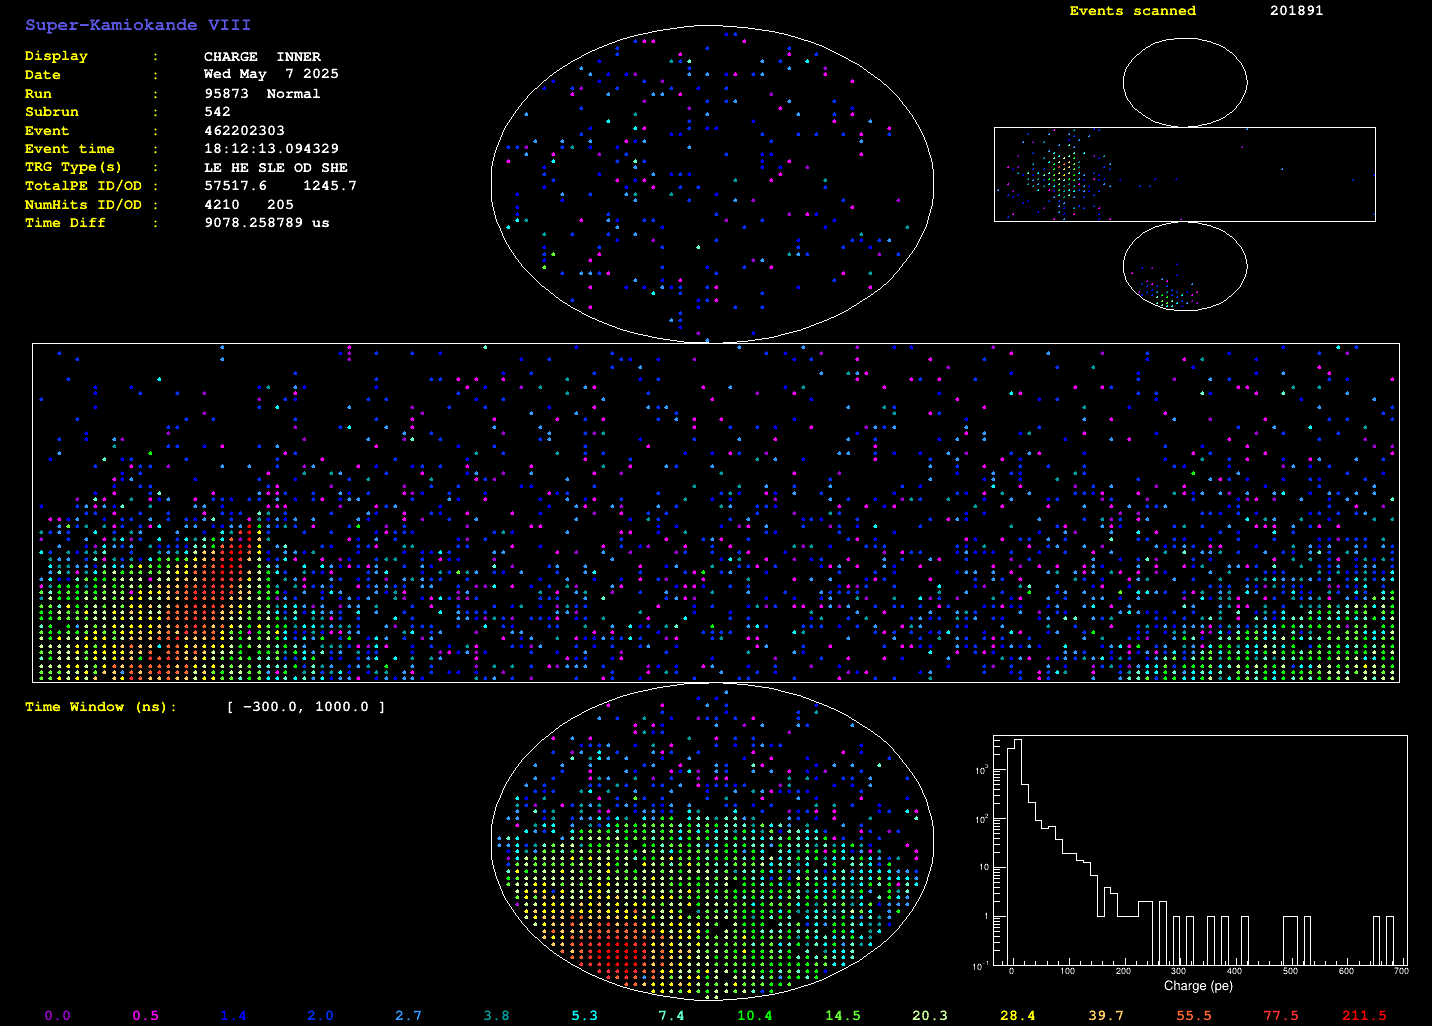 Super-Kamiokande VIII
Display : CHARGE INNER
Date : Wed May 7 2025
Run : 95873 Normal
Subrun : 542
Event : 462202303
Event time : 18:12:13.094329
TRG Type(s) : LE HE SLE OD SHE
TotalPE ID/OD : 57517.6 1245.7
NumHits ID/OD : 4210 205
Time Diff : 9078.258789 us
Events scanned 201891
Time Window (ns): [ -300.0, 1000.0 ]
10^3
10^2
10
1
10^-1
0 100 200 300 400 500 600 700
Charge (pe)
0.0 0.5 1.4 2.0 2.7 3.8 5.3 7.4 10.4 14.5 20.3 28.4 39.7 55.5 77.5 211.5